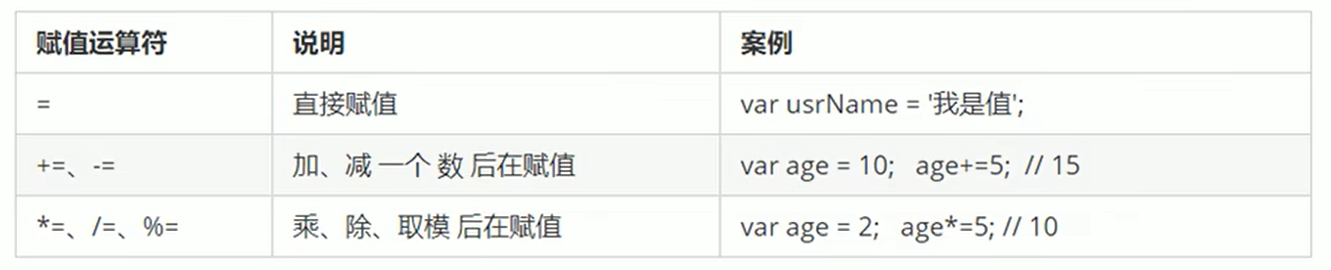 赋值运算符 说明 案例
= 直接赋值 var usrName = '我是值';
+=、-= 加、减 一个 数 后在赋值 var age = 10; age+=5; // 15
*=、/=、%= 乘、除、取模 后在赋值 var age = 2; age*=5; // 10